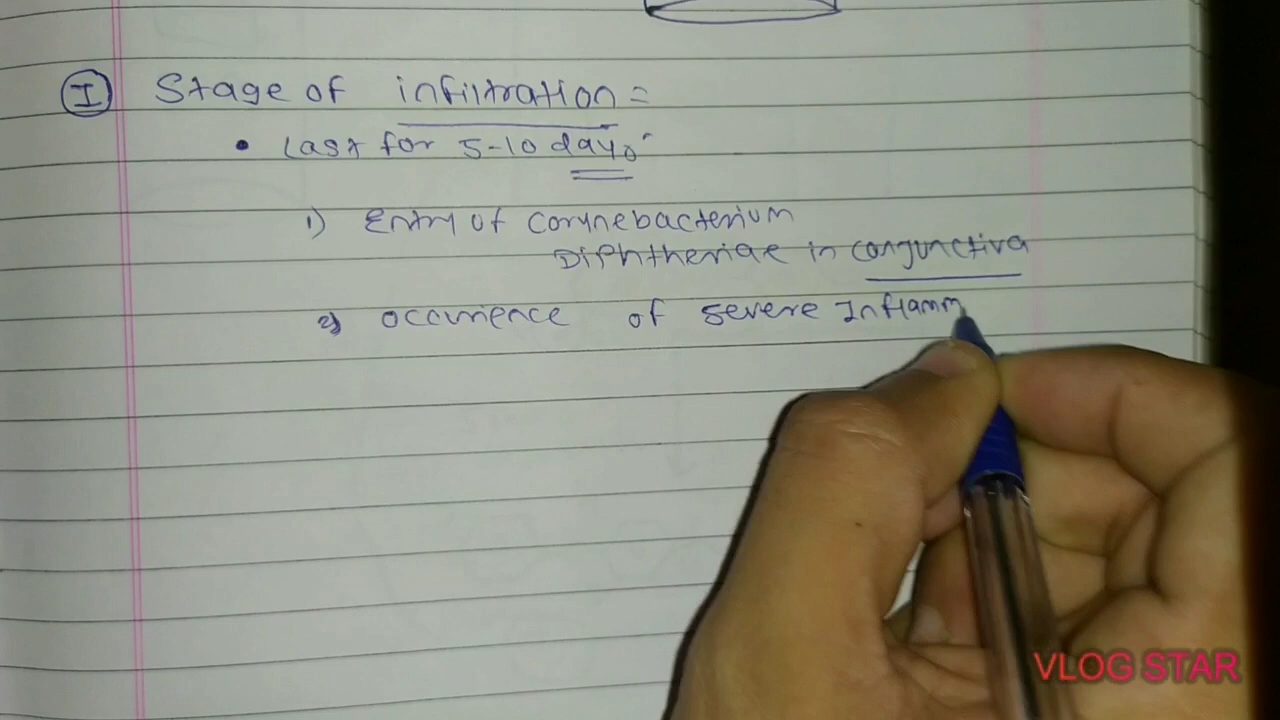 I Stage of infiltration =
• Last for 5-10 days
1) Entry of Corynebacterium
Diphtheriae in conjunctiva
2) occurrence of severe Inflamm
VLOG STAR